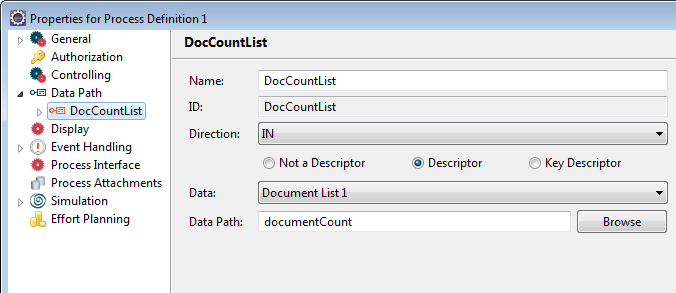 Properties for Process Definition 1
General
Authorization
Controlling
Data Path
DocCountList
Display
Event Handling
Process Interface
Process Attachments
Simulation
Effort Planning
DocCountList
Name: DocCountList
ID: DocCountList
Direction: IN
Not a Descriptor Descriptor Key Descriptor
Data: Document List 1
Data Path: documentCount Browse